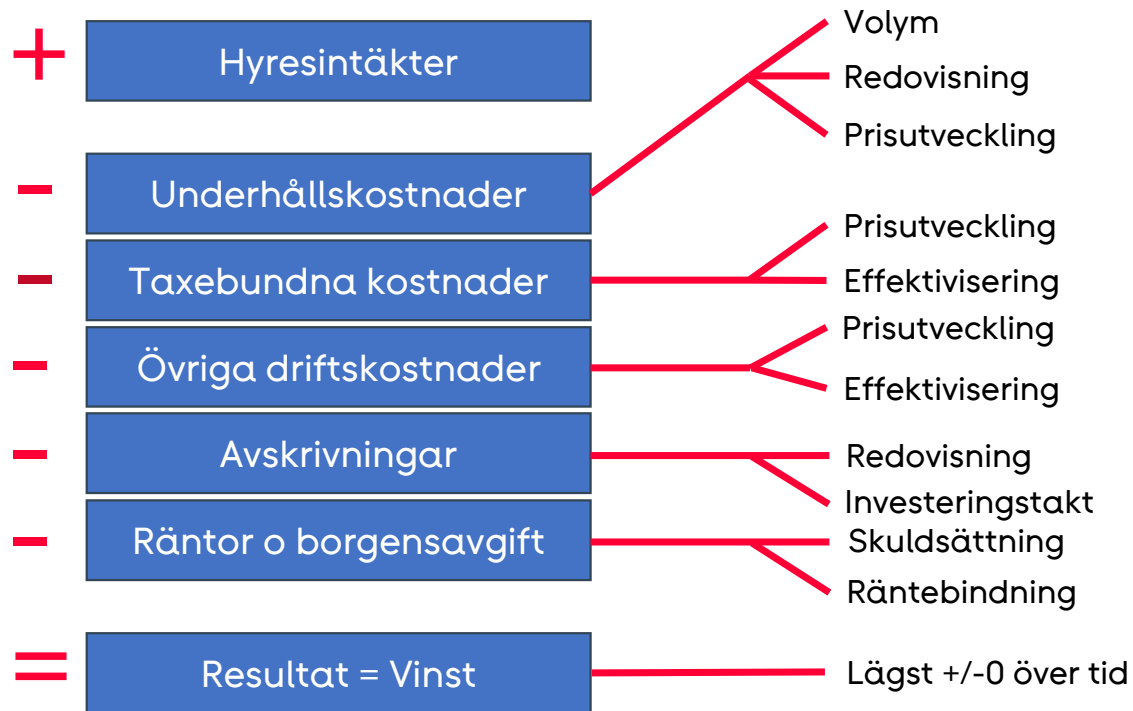 + Hyresintäkter
- Underhållskostnader
Volym
Redovisning
Prisutveckling
- Taxebundna kostnader
Prisutveckling
Effektivisering
- Övriga driftskostnader
Prisutveckling
Effektivisering
- Avskrivningar
Redovisning
Investeringstakt
- Räntor o borgensavgift
Skuldsättning
Räntebindning
= Resultat = Vinst
Lägst +/-0 över tid